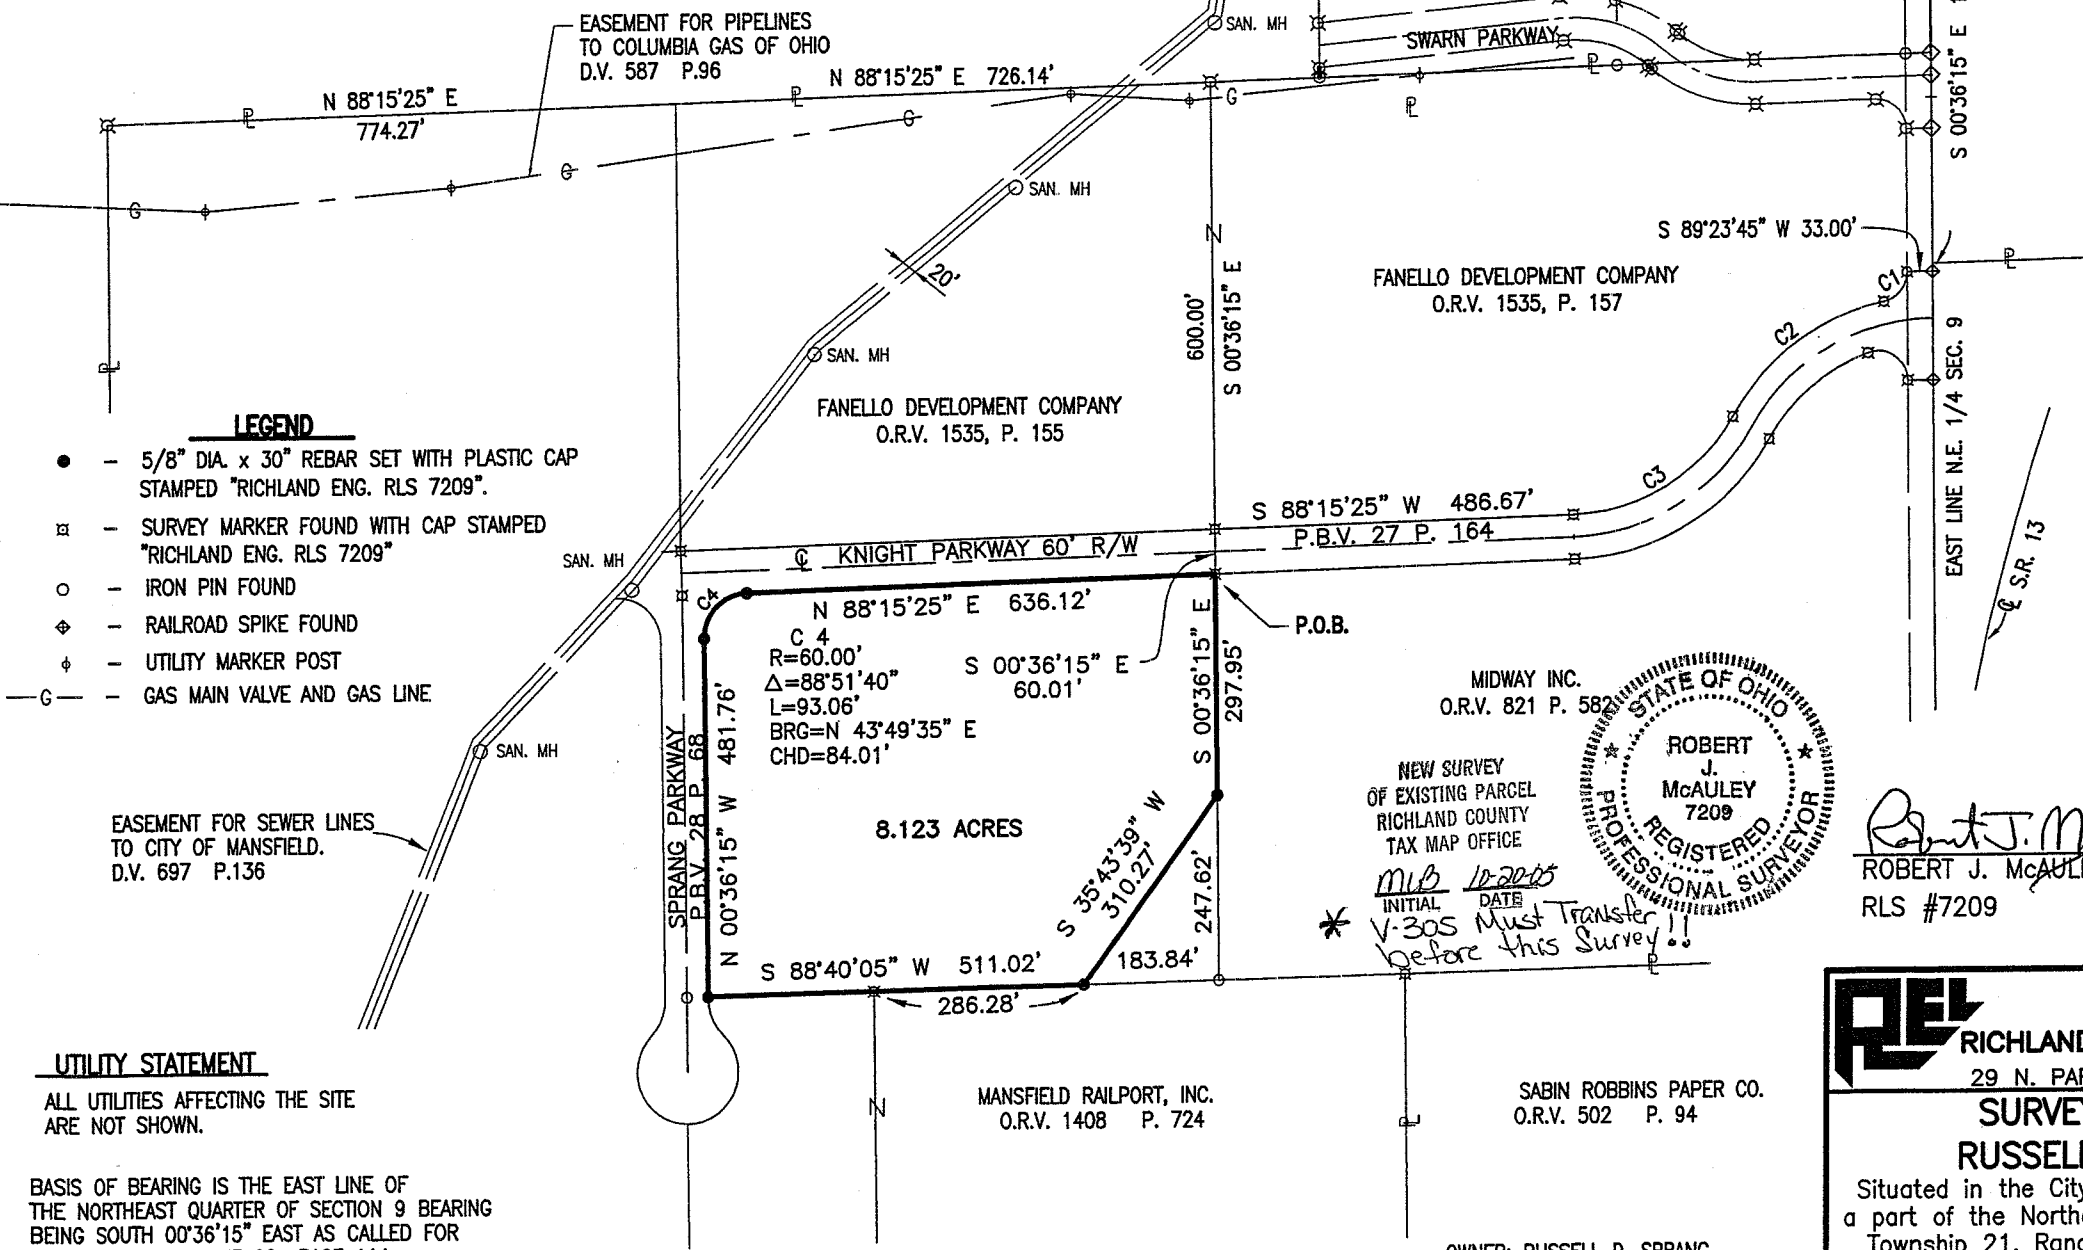 EASEMENT FOR PIPELINES
TO COLUMBIA GAS OF OHIO
D.V. 587 P.96
N 88°15'25" E
774.27'
N 88°15'25" E 726.14'
SAN. MH
SWARN PARKWAY
S 00°36'15" E
G
G
G
G
SAN. MH
20'
SAN. MH
600.00'
S 00°36'15" E
FANELLO DEVELOPMENT COMPANY
O.R.V. 1535, P. 157
S 89°23'45" W 33.00'
C1
C2
C3
EAST LINE N.E. 1/4 SEC. 9
S.R. 13
FANELLO DEVELOPMENT COMPANY
O.R.V. 1535, P. 155
LEGEND
5/8" DIA. x 30" REBAR SET WITH PLASTIC CAP
STAMPED "RICHLAND ENG. RLS 7209".
SURVEY MARKER FOUND WITH CAP STAMPED
"RICHLAND ENG. RLS 7209"
IRON PIN FOUND
RAILROAD SPIKE FOUND
UTILITY MARKER POST
G – GAS MAIN VALVE AND GAS LINE
SAN. MH
S 88°15'25" W 486.67'
P.B.V. 27 P. 164
KNIGHT PARKWAY 60' R/W
C4
N 88°15'25" E 636.12'
P.O.B.
C 4
R=60.00'
Δ=88°51'40"
L=93.06'
BRG=N 43°49'35" E
CHD=84.01'
S 00°36'15" E
60.01'
S 00°36'15" E
297.95'
SPRANG PARKWAY
P.B.V. 28 P. 68
N 00°36'15" W 481.76'
8.123 ACRES
S 35°43'39" W
310.27'
247.62'
S 88°40'05" W 511.02'
183.84'
286.28'
SAN. MH
EASEMENT FOR SEWER LINES
TO CITY OF MANSFIELD.
D.V. 697 P.136
MIDWAY INC.
O.R.V. 821 P. 582
NEW SURVEY
OF EXISTING PARCEL
RICHLAND COUNTY
TAX MAP OFFICE
MLB 10-20-05
INITIAL DATE
* V-305 Must Transfer
before this Survey!!
STATE OF OHIO
ROBERT
J.
McAULEY
7209
REGISTERED
PROFESSIONAL SURVEYOR
Robert J. M
ROBERT J. McAUL
RLS #7209
UTILITY STATEMENT
ALL UTILITIES AFFECTING THE SITE
ARE NOT SHOWN.
BASIS OF BEARING IS THE EAST LINE OF
THE NORTHEAST QUARTER OF SECTION 9 BEARING
BEING SOUTH 00°36'15" EAST AS CALLED FOR
MANSFIELD RAILPORT, INC.
O.R.V. 1408 P. 724
SABIN ROBBINS PAPER CO.
O.R.V. 502 P. 94
OWNER: RUSSELL D. SPRANG
REI
RICHLAND
29 N. PA
SURVEY
RUSSELL
Situated in the City
a part of the North
Township 21, Rang